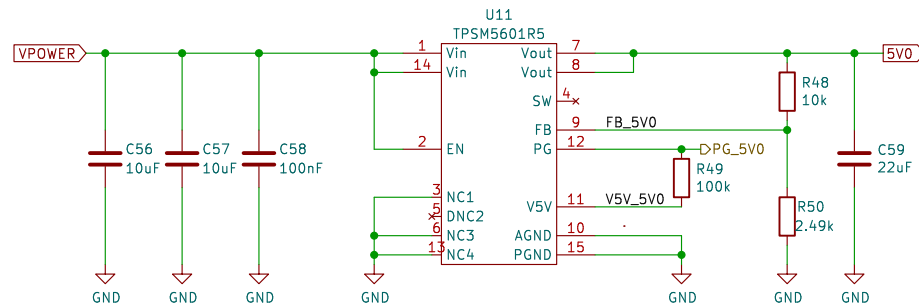 U11
TPSM5601R5
VPOWER
1
Vin
Vout
7
5V0
14
Vin
Vout
8
R48
10k
SW
4
FB
9
FB_5V0
C56
10uF
C57
10uF
C58
100nF
2
EN
PG
12
PG_5V0
C59
22uF
R49
100k
3
NC1
V5V
11
V5V_5V0
5
DNC2
R50
2.49k
6
NC3
AGND
10
13
NC4
PGND
15
GND
GND
GND
GND
GND
GND
GND